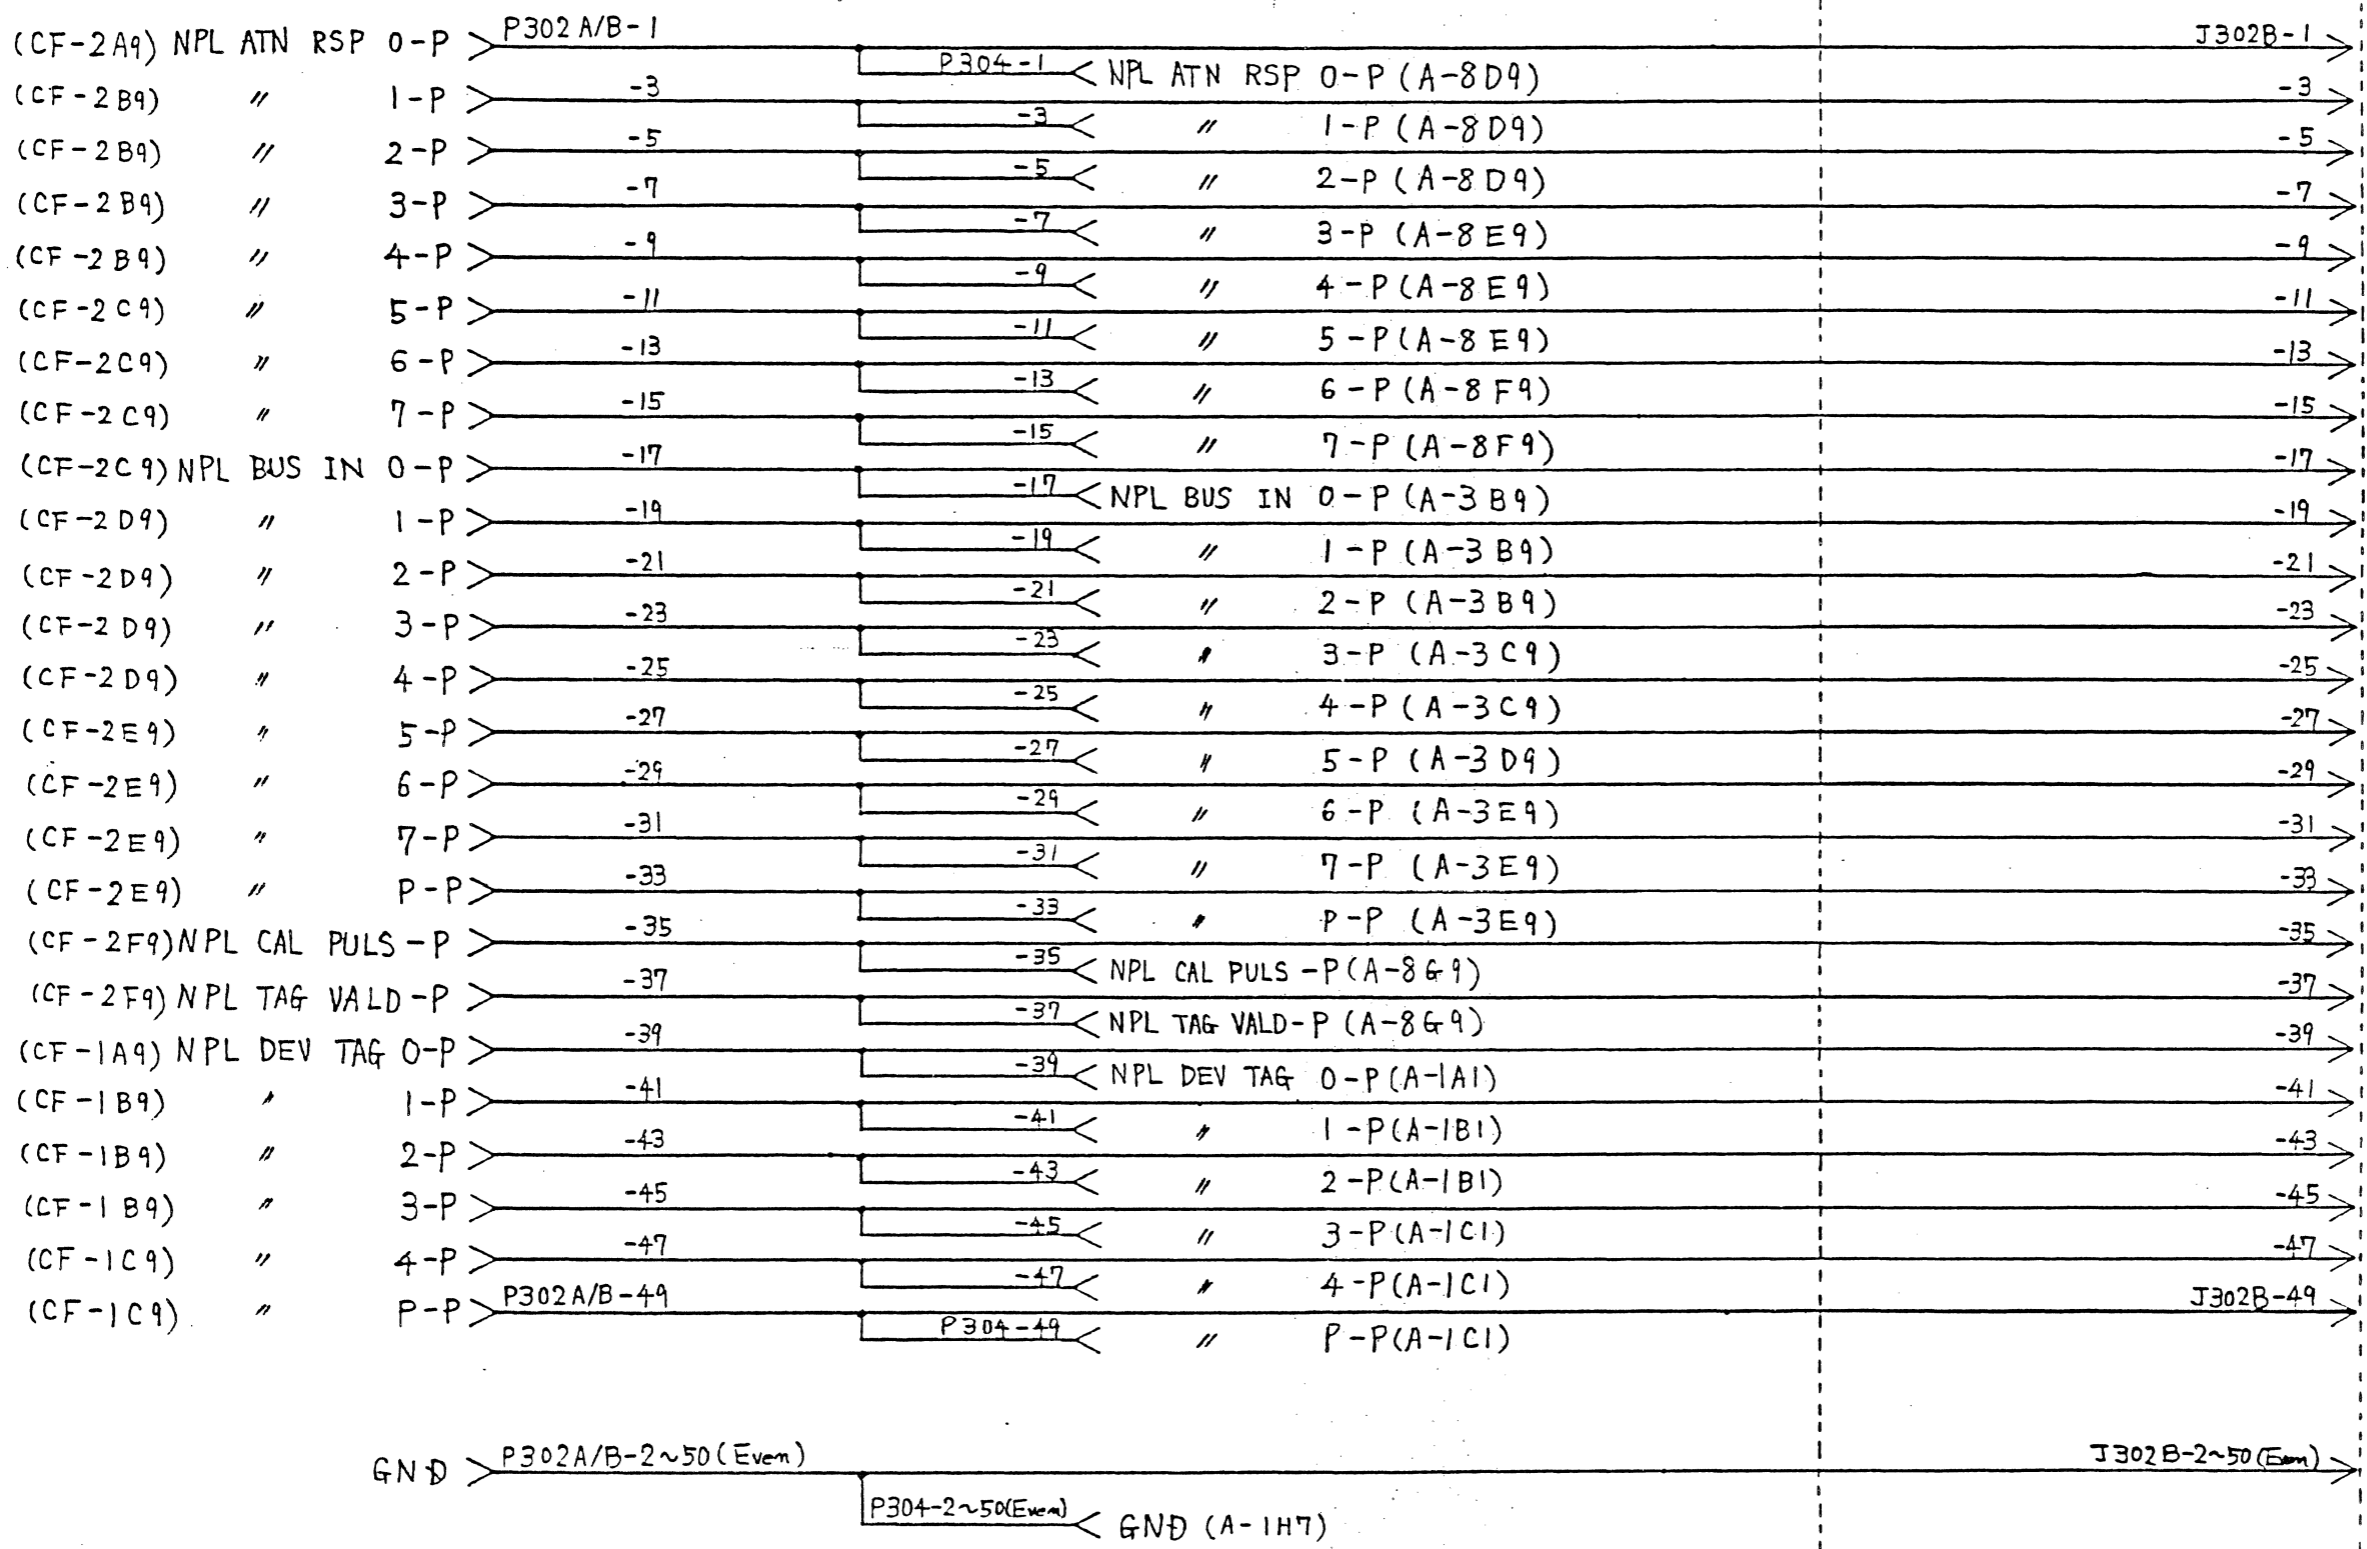 (CF-2A9) NPL ATN RSP 0-P P302A/B-1 J302B-1
P304-1 NPL ATN RSP 0-P (A-8D9)
(CF-2B9) " 1-P -3 -3
-3 " 1-P (A-8D9)
(CF-2B9) " 2-P -5 -5
-5 " 2-P (A-8D9)
(CF-2B9) " 3-P -7 -7
-7 " 3-P (A-8E9)
(CF-2B9) " 4-P -9 -9
-9 " 4-P (A-8E9)
(CF-2C9) " 5-P -11 -11
-11 " 5-P (A-8E9)
(CF-2C9) " 6-P -13 -13
-13 " 6-P (A-8F9)
(CF-2C9) " 7-P -15 -15
-15 " 7-P (A-8F9)
(CF-2C9) NPL BUS IN 0-P -17 -17
-17 NPL BUS IN 0-P (A-3B9)
(CF-2D9) " 1-P -19 -19
-19 " 1-P (A-3B9)
(CF-2D9) " 2-P -21 -21
-21 " 2-P (A-3B9)
(CF-2D9) " 3-P -23 -23
-23 " 3-P (A-3C9)
(CF-2D9) " 4-P -25 -25
-25 " 4-P (A-3C9)
(CF-2E9) " 5-P -27 -27
-27 " 5-P (A-3D9)
(CF-2E9) " 6-P -29 -29
-29 " 6-P (A-3E9)
(CF-2E9) " 7-P -31 -31
-31 " 7-P (A-3E9)
(CF-2E9) " P-P -33 -33
-33 " P-P (A-3E9)
(CF-2F9) NPL CAL PULS-P -35 -35
-35 NPL CAL PULS-P (A-8G9)
(CF-2F9) NPL TAG VALD-P -37 -37
-37 NPL TAG VALD-P (A-8G9)
(CF-1A9) NPL DEV TAG 0-P -39 -39
-39 NPL DEV TAG 0-P (A-1A1)
(CF-1B9) " 1-P -41 -41
-41 " 1-P (A-1B1)
(CF-1B9) " 2-P -43 -43
-43 " 2-P (A-1B1)
(CF-1B9) " 3-P -45 -45
-45 " 3-P (A-1C1)
(CF-1C9) " 4-P -47 -47
-47 " 4-P (A-1C1)
(CF-1C9) " P-P P302A/B-49 J302B-49
P304-49 " P-P (A-1C1)
GND P302A/B-2~50(Even) J302B-2~50(Even)
P304-2~50(Even) GND (A-1H7)